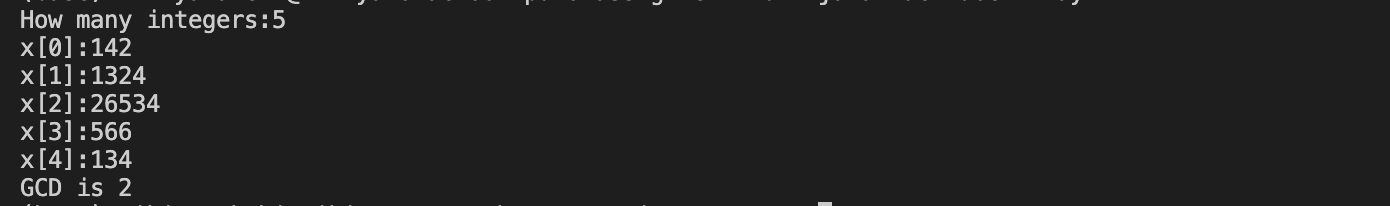 How many integers:5
x[0]:142
x[1]:1324
x[2]:26534
x[3]:566
x[4]:134
GCD is 2